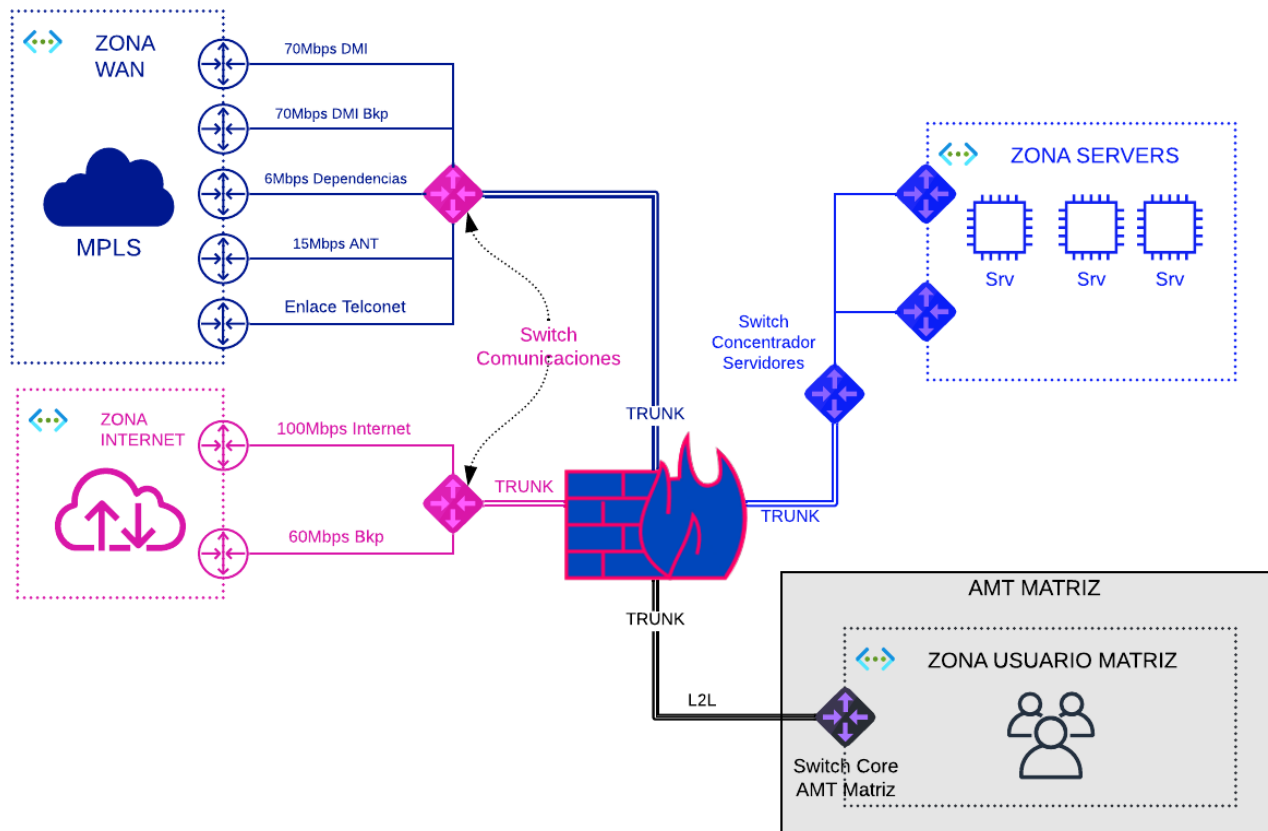 ZONA
WAN
MPLS
70Mbps DMI
70Mbps DMI Bkp
6Mbps Dependencias
15Mbps ANT
Enlace Telconet
Switch
Comunicaciones
ZONA
INTERNET
100Mbps Internet
60Mbps Bkp
TRUNK
TRUNK
TRUNK
TRUNK
Switch
Concentrador
Servidores
ZONA SERVERS
Srv
Srv
Srv
L2L
AMT MATRIZ
ZONA USUARIO MATRIZ
Switch Core
AMT Matriz